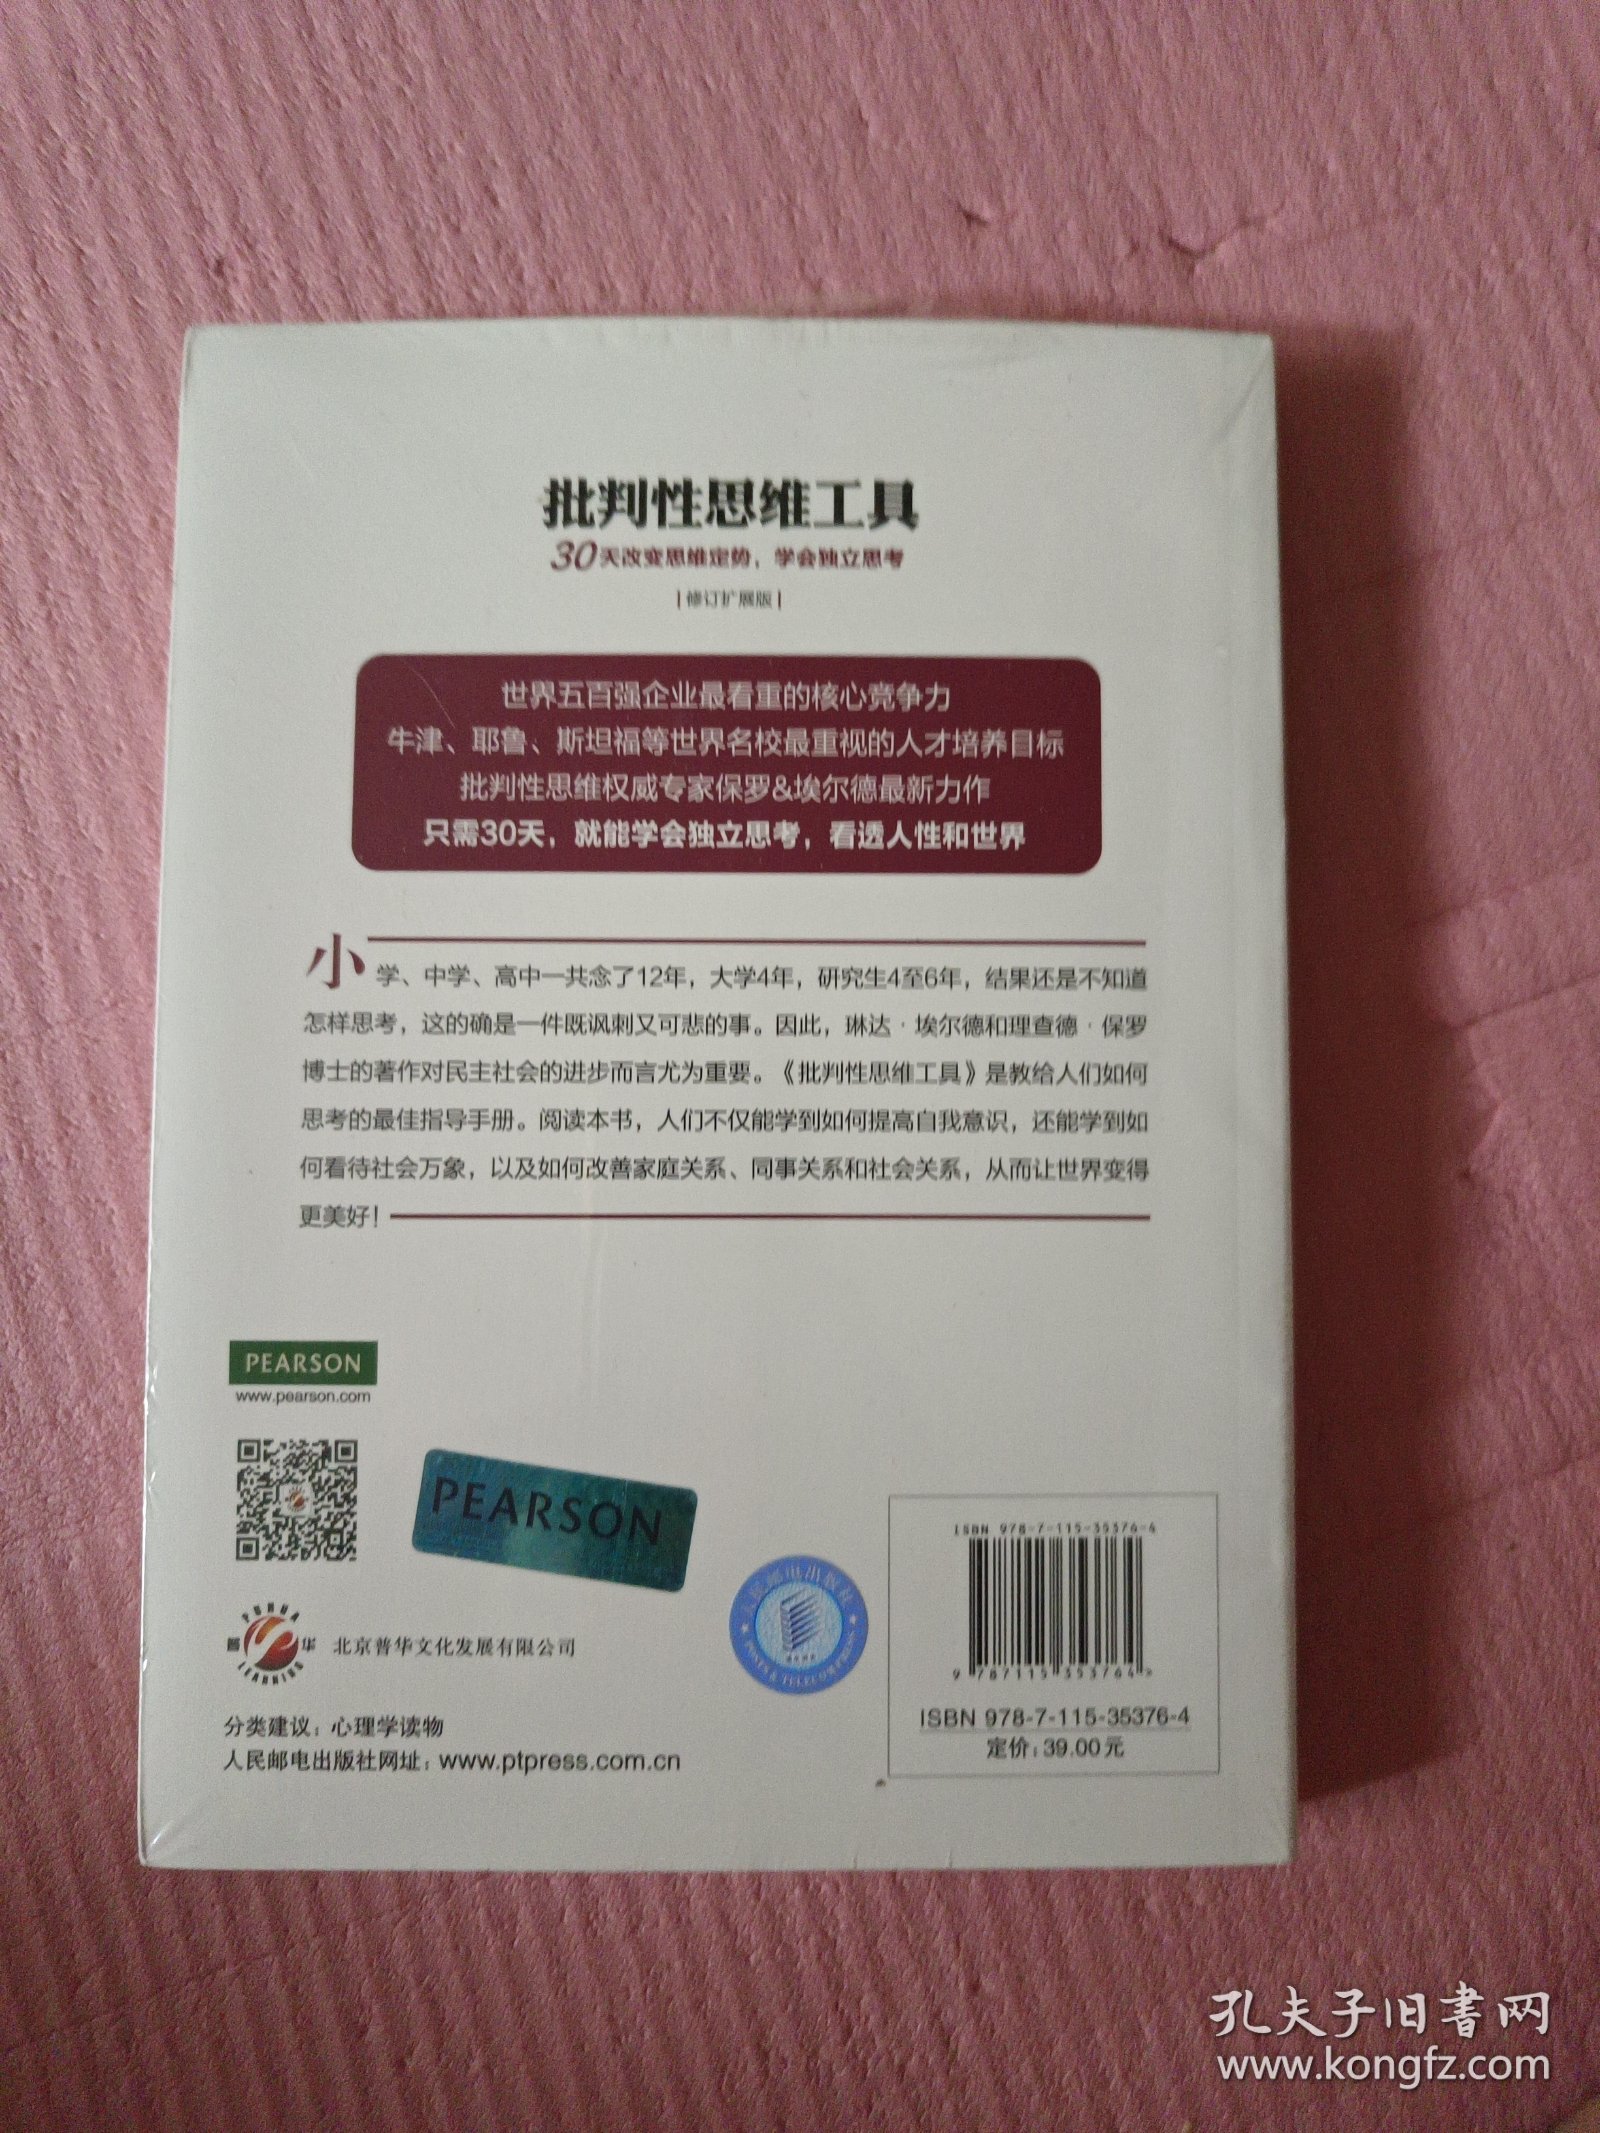 批判性思维工具
30天改变思维定势，学会独立思考
|修订扩展版|
世界五百强企业最看重的核心竞争力
牛津、耶鲁、斯坦福等世界名校最重视的人才培养目标
批判性思维权威专家保罗&埃尔德最新力作
只需30天，就能学会独立思考，看透人性和世界
小学、中学、高中一共念了12年，大学4年，研究生4至6年，结果还是不知道
怎样思考，这的确是一件既讽刺又可悲的事。因此，琳达·埃尔德和理查德·保罗
博士的著作对民主社会的进步而言尤为重要。《批判性思维工具》是教给人们如何
思考的最佳指导手册。阅读本书，人们不仅能学到如何提高自我意识，还能学到如
何看待社会万象，以及如何改善家庭关系、同事关系和社会关系，从而让世界变得
更美好！
PEARSON
www.pearson.com
PEARSON
PUHUA
普华
LEARNING
北京普华文化发展有限公司
人民邮电出版社
POSTS & TELECOM PRESS
分类建议：心理学读物
人民邮电出版社网址：www.ptpress.com.cn
ISBN 978-7-115-35376-4
9 787115 353764 >
ISBN 978-7-115-35376-4
定价：39.00元
孔夫子旧书网
www.kongfz.com